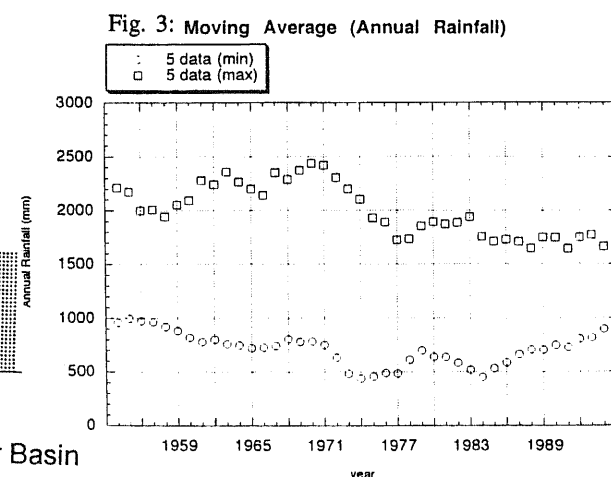 Fig. 3: Moving Average (Annual Rainfall)
5 data (min)
5 data (max)
3000
2500
2000
1500
1000
500
0
Annual Rainfall (mm)
1959 1965 1971 1977 1983 1989
year
r Basin